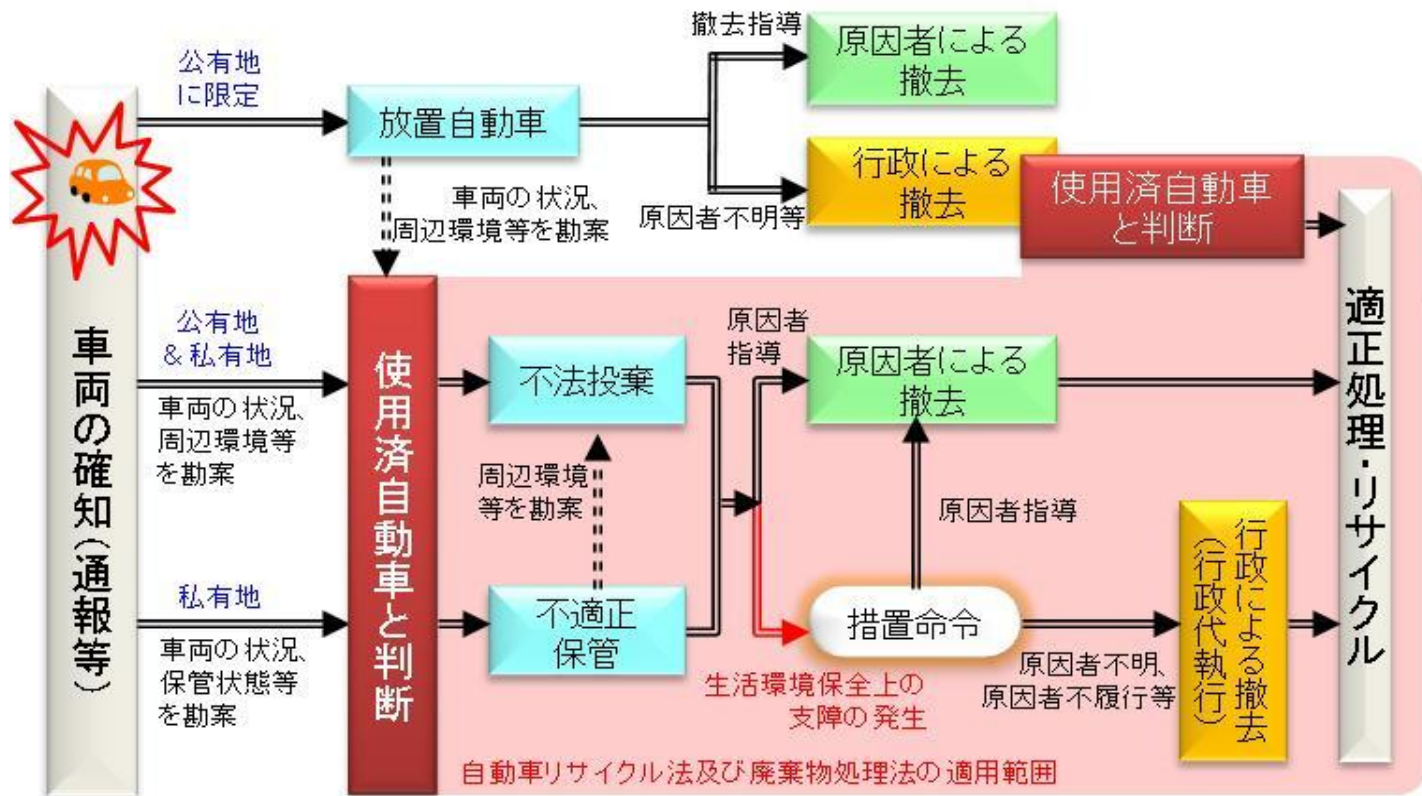 撤去指導
原因者による
撤去
公有地
に限定
放置自動車
行政による
撤去
原因者不明等
使用済自動車
と判断
車両の状況、
周辺環境等を勘案
車両の確知(通報等)
公有地
&私有地
車両の状況、
周辺環境等
を勘案
私有地
車両の状況、
保管状態等
を勘案
使用済自動車と判断
不法投棄
周辺環境
等を勘案
不適正
保管
原因者
指導
原因者による
撤去
原因者指導
措置命令
生活環境保全上の
支障の発生
原因者不明、
原因者不履行等
行政による撤去
(行政代執行)
適正処理・リサイクル
自動車リサイクル法及び廃棄物処理法の適用範囲